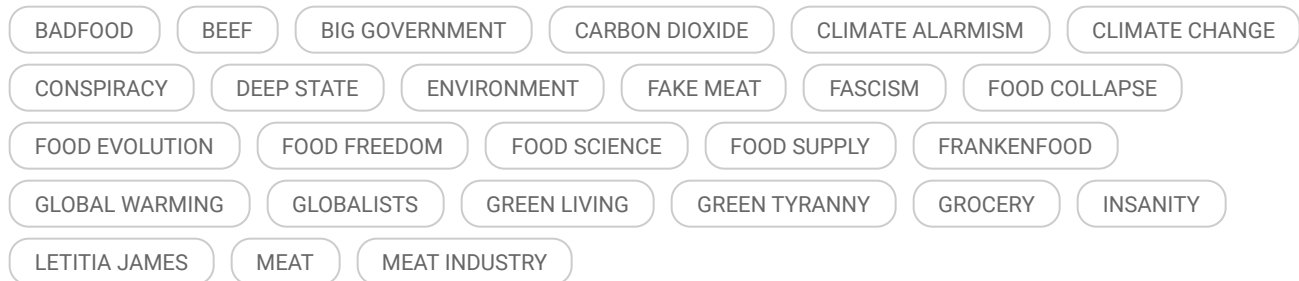 BADFOOD BEEF BIG GOVERNMENT CARBON DIOXIDE CLIMATE ALARMISM CLIMATE CHANGE
CONSPIRACY DEEP STATE ENVIRONMENT FAKE MEAT FASCISM FOOD COLLAPSE
FOOD EVOLUTION FOOD FREEDOM FOOD SCIENCE FOOD SUPPLY FRANKENFOOD
GLOBAL WARMING GLOBALISTS GREEN LIVING GREEN TYRANNY GROCERY INSANITY
LETITIA JAMES MEAT MEAT INDUSTRY